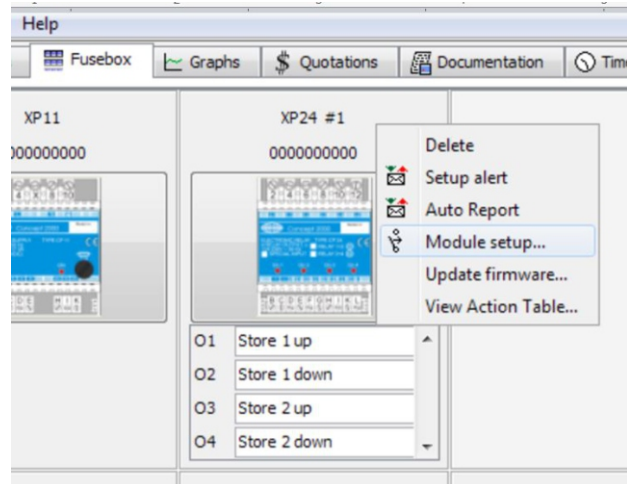 Help
Fusebox
Graphs
$ Quotations
Documentation
Tim
XP11
XP24 #1
000000000
0000000000
Delete
Setup alert
Auto Report
Module setup...
Update firmware...
View Action Table...
O1 Store 1 up
O2 Store 1 down
O3 Store 2 up
O4 Store 2 down